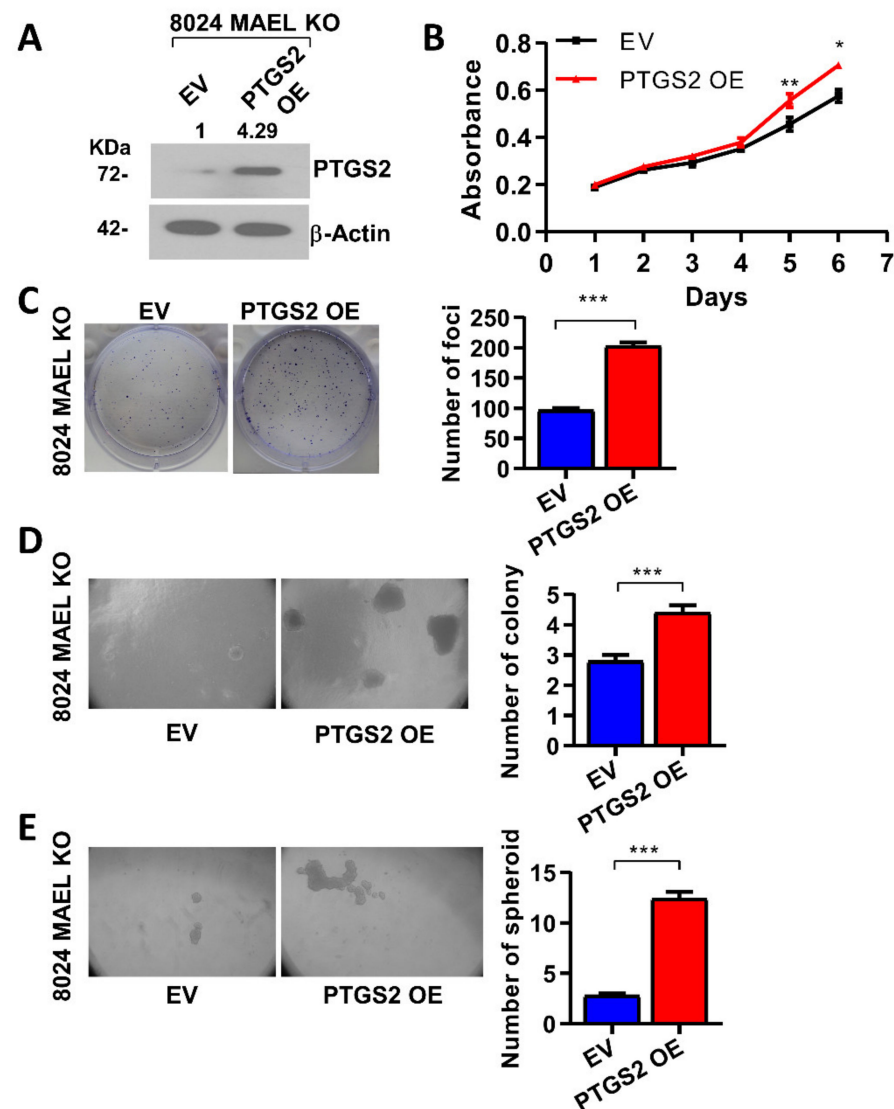 A
8024 MAEL KO
EV
PTGS2
OE
1 4.29
KDa
72-
PTGS2
42-
β-Actin
B
EV
PTGS2 OE
Absorbance
0.8
0.6
0.4
0.2
0.0
**
*
0 1 2 3 4 5 6 7
Days
C
8024 MAEL KO
EV
PTGS2 OE
Number of foci
250
200
150
100
50
0
***
EV
PTGS2 OE
D
8024 MAEL KO
EV
PTGS2 OE
Number of colony
5
4
3
2
1
0
***
EV
PTGS2 OE
E
8024 MAEL KO
EV
PTGS2 OE
Number of spheroid
15
10
5
0
***
EV
PTGS2 OE